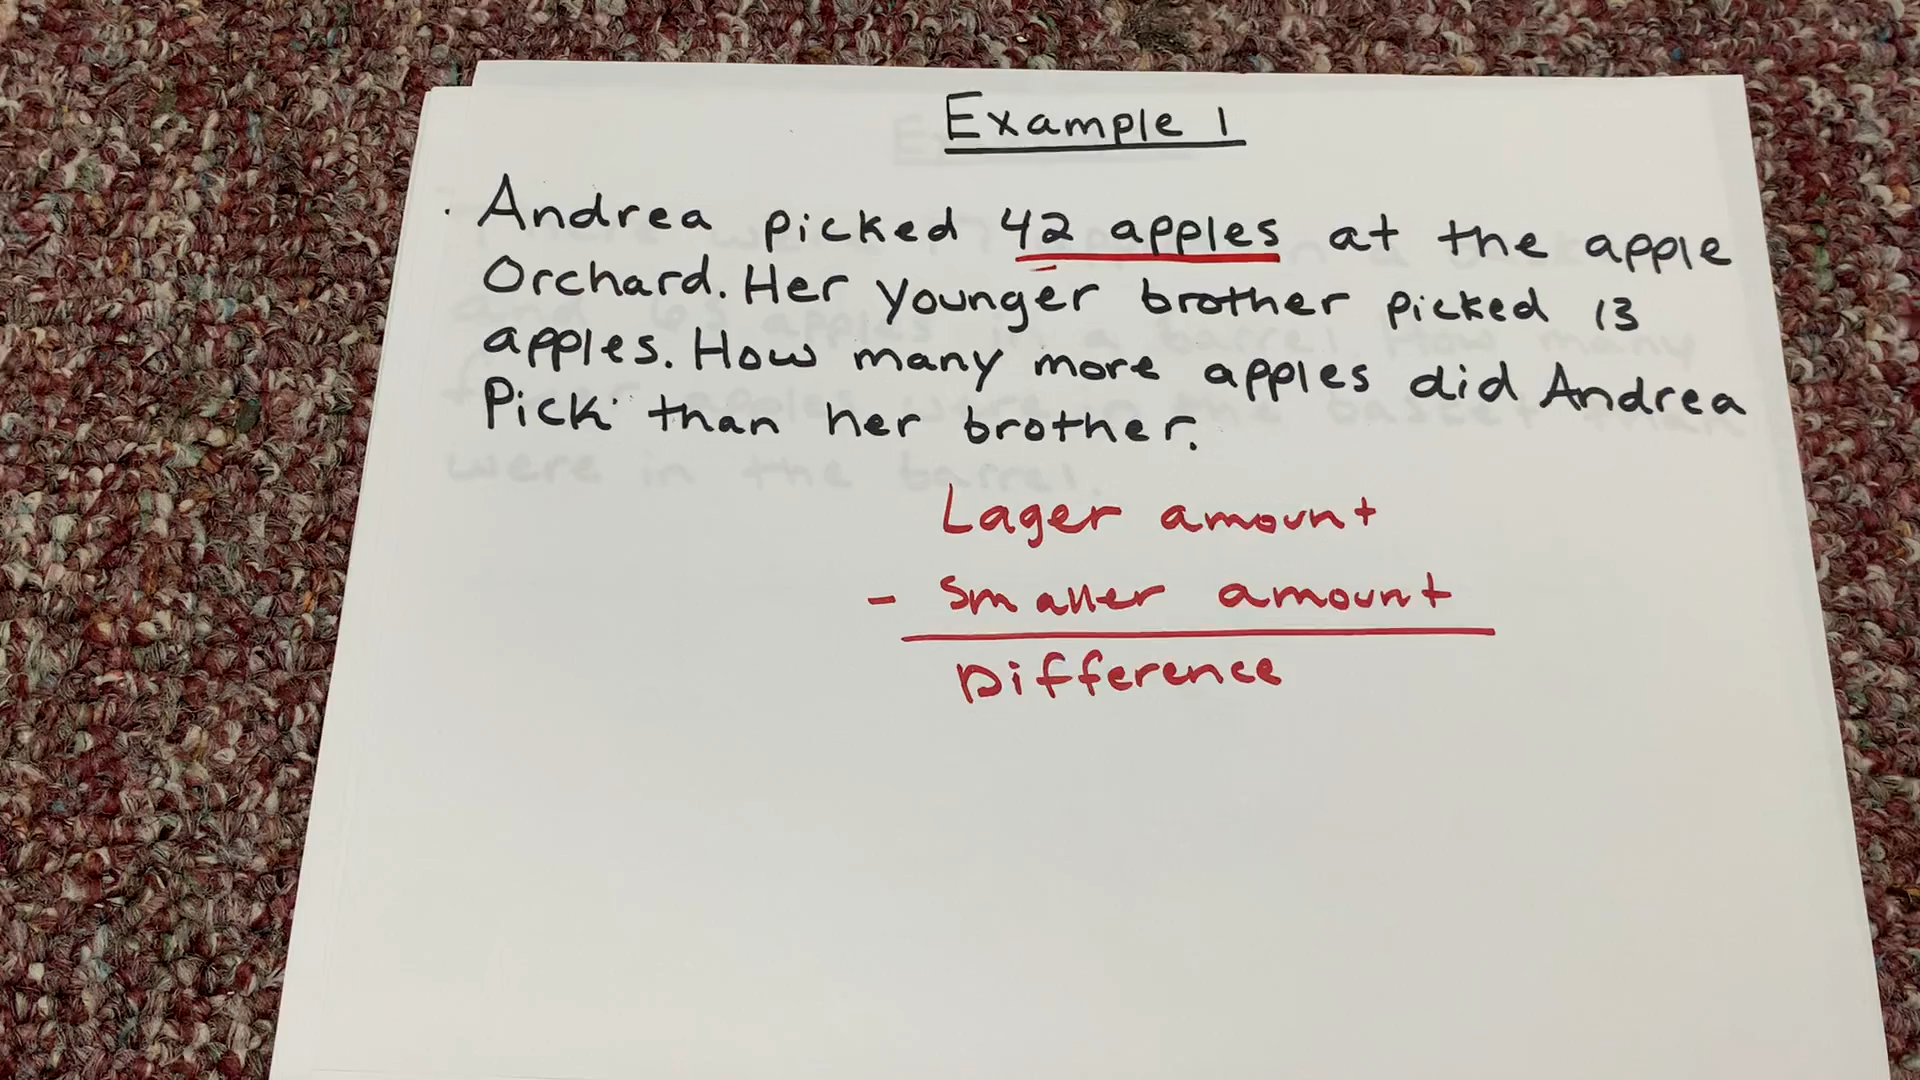 Example 1
Andrea picked 42 apples at the apple
Orchard. Her younger brother picked 13
apples. How many more apples did Andrea
Pick than her brother.
Lager amount
- Smaller amount
Difference